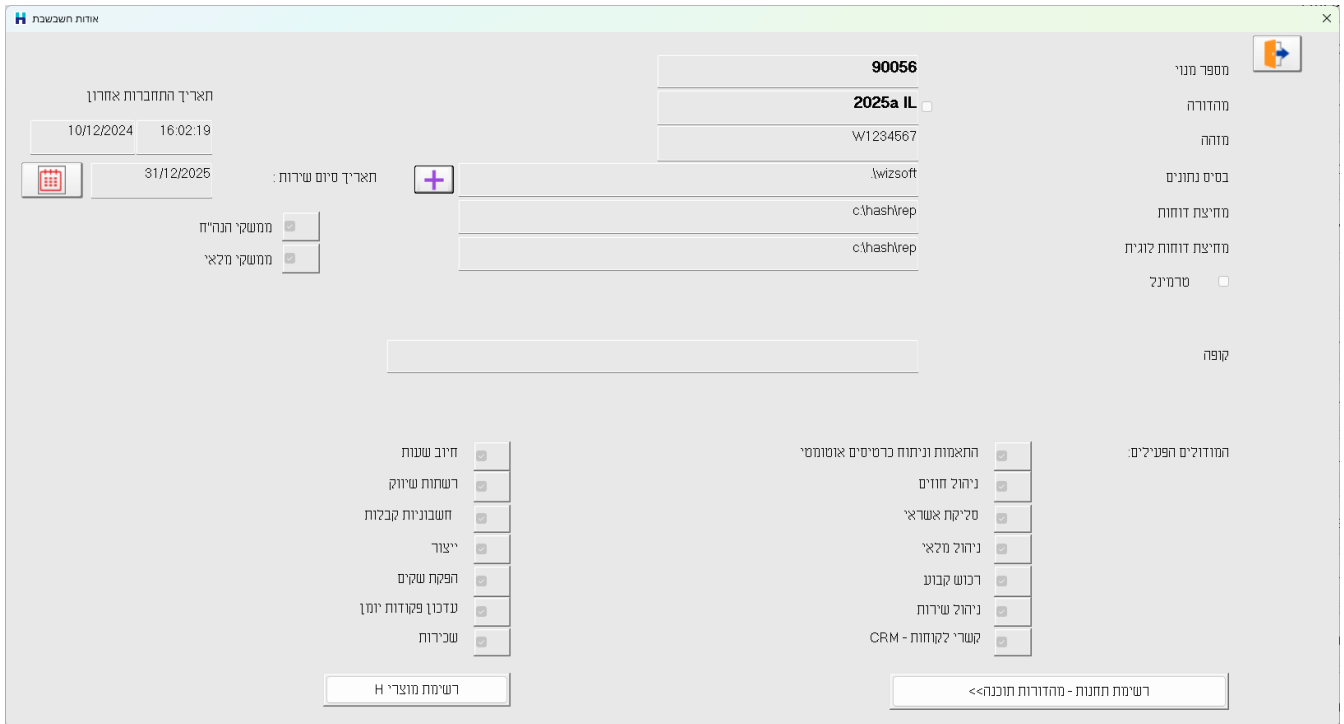 אודות חשבשבת
מספר מנוי 90056
מהדורה 2025a IL
תאריך התחברות אחרון
מזהה W1234567
16:02:19 10/12/2024
בסיס נתונים .\wizsoft
תאריך סיום שירות : 31/12/2025
מחיצת דוחות c:\hash\rep
ממשקי הנה"ח
מחיצת דוחות לוגית c:\hash\rep
ממשקי מלאי
טרמינל
קופה
המודולים הפעילים:
התאמות וניתוח כרטיסים אוטומטי
חיוב שעות
ניהול חוזים
רשתות שיווק
סליקת אשראי
חשבוניות קבלות
ניהול מלאי
ייצור
רכוש קבוע
הפקת שקים
ניהול שירות
עדכון פקודות יומן
קשרי לקוחות - CRM
שכירות
רשימת תחנות - מהדורות תוכנה>>
רשימת מוצרי H